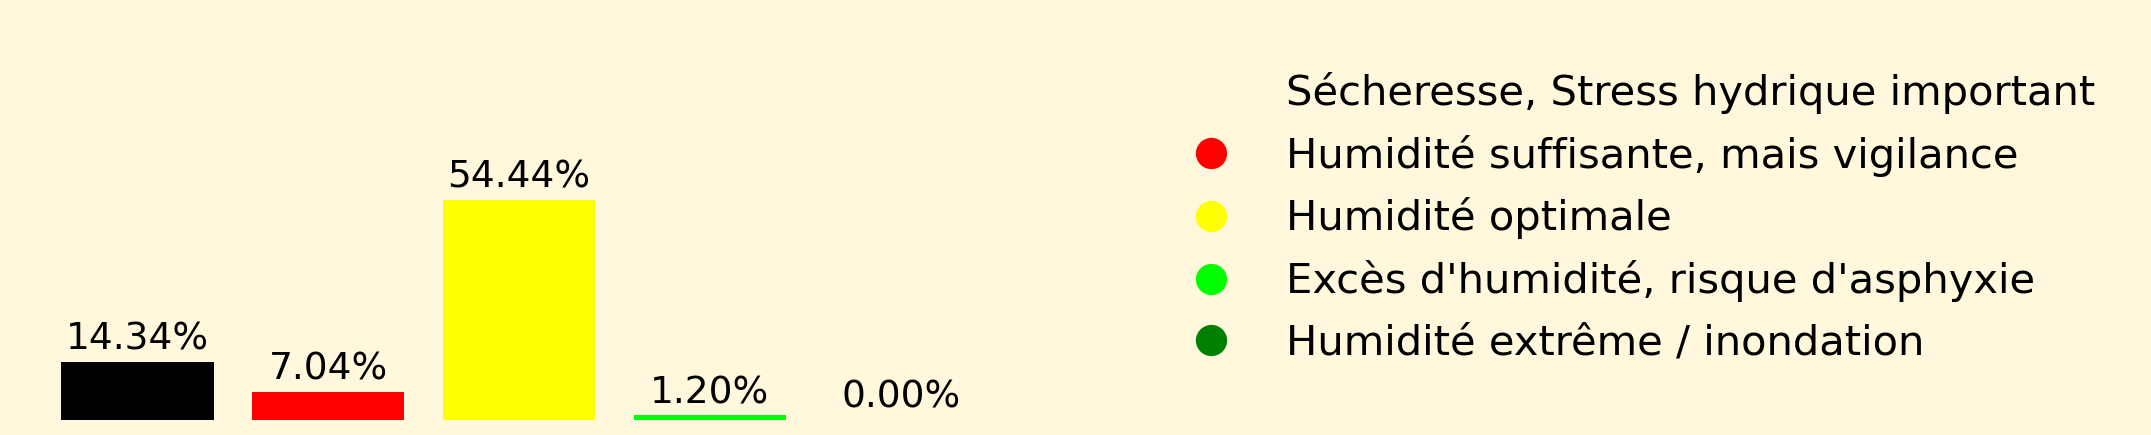 14.34%
7.04%
54.44%
1.20%
0.00%
Sécheresse, Stress hydrique important
Humidité suffisante, mais vigilance
Humidité optimale
Excès d'humidité, risque d'asphyxie
Humidité extrême / inondation